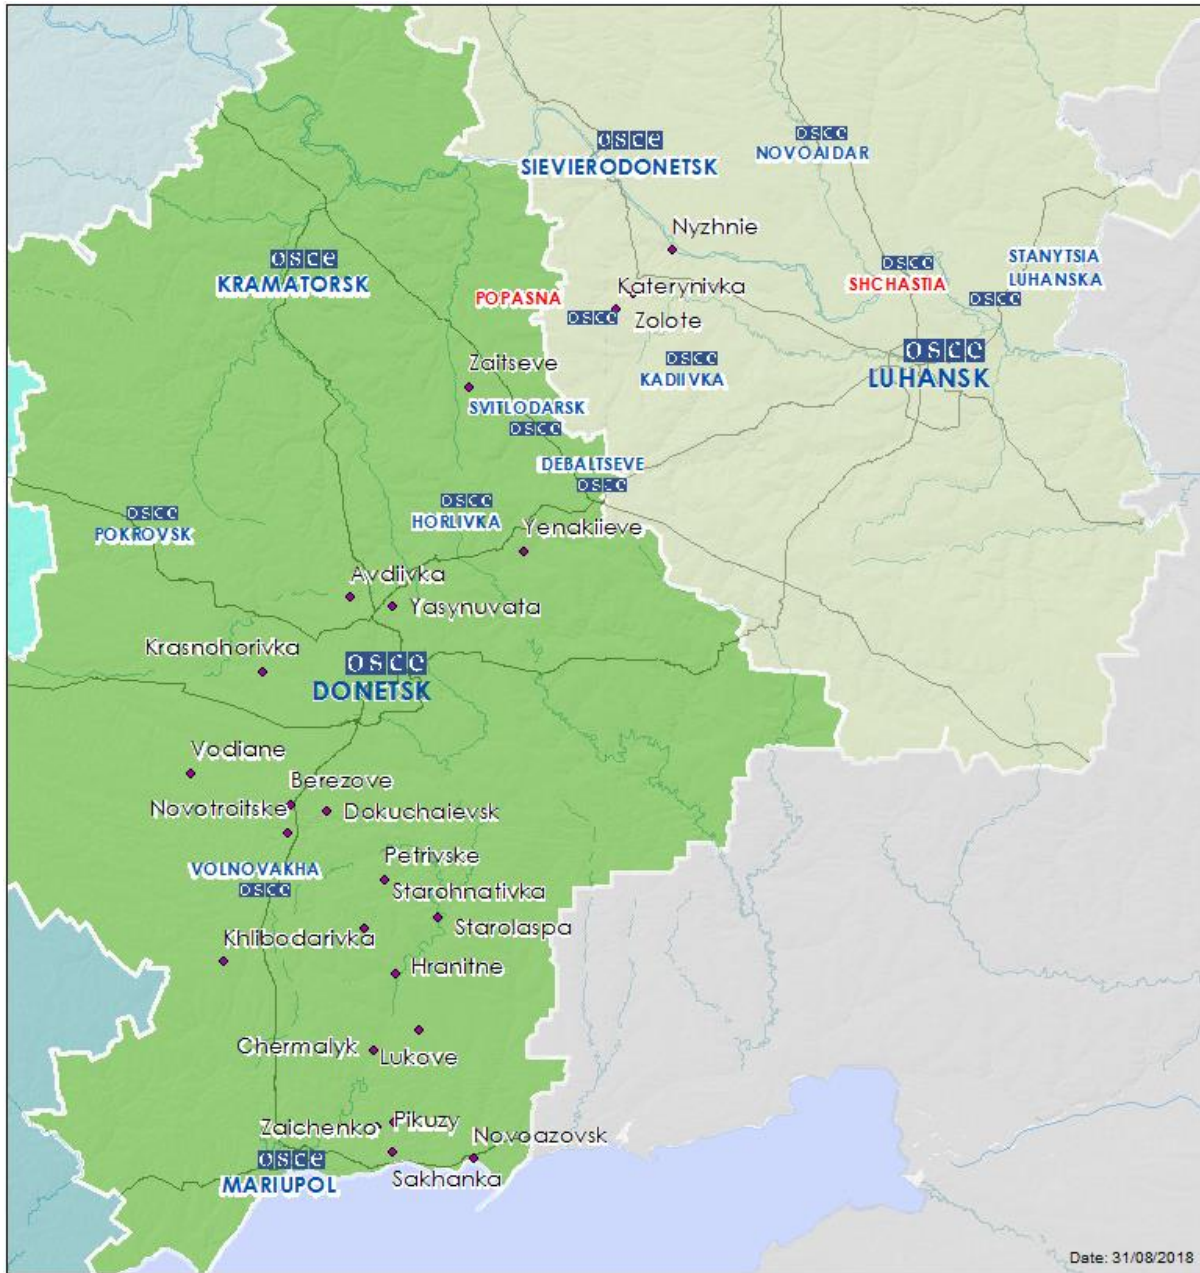 OSCE
SIEVIERODONETSK
OSCE
NOVOAIDAR
Nyzhnie
OSCE
KRAMATORSK
OSCE
SHCHASTIA
STANYTSIA
LUHANSKA
OSCE
POPASNA
OSCE
Katerynivka
Zolote
OSCE
KADIIVKA
OSCE
LUHANSK
Zaitseve
SVITLODARSK
OSCE
DEBALTSEVE
OSCE
OSCE
POKROVSK
OSCE
HORLIVKA
Yenakiieve
Avdiivka
Yasynuvata
Krasnohorivka
OSCE
DONETSK
Vodiane
Berezove
Novotroitske
Dokuchaievsk
VOLNOVAKHA
OSCE
Petrivske
Starohnativka
Starolaspa
Khlibodarivka
Hranitne
Chermalyk
Lukove
Zaichenko
Pikuzy
Novoazovsk
OSCE
MARIUPOL
Sakhanka
Date: 31/08/2018